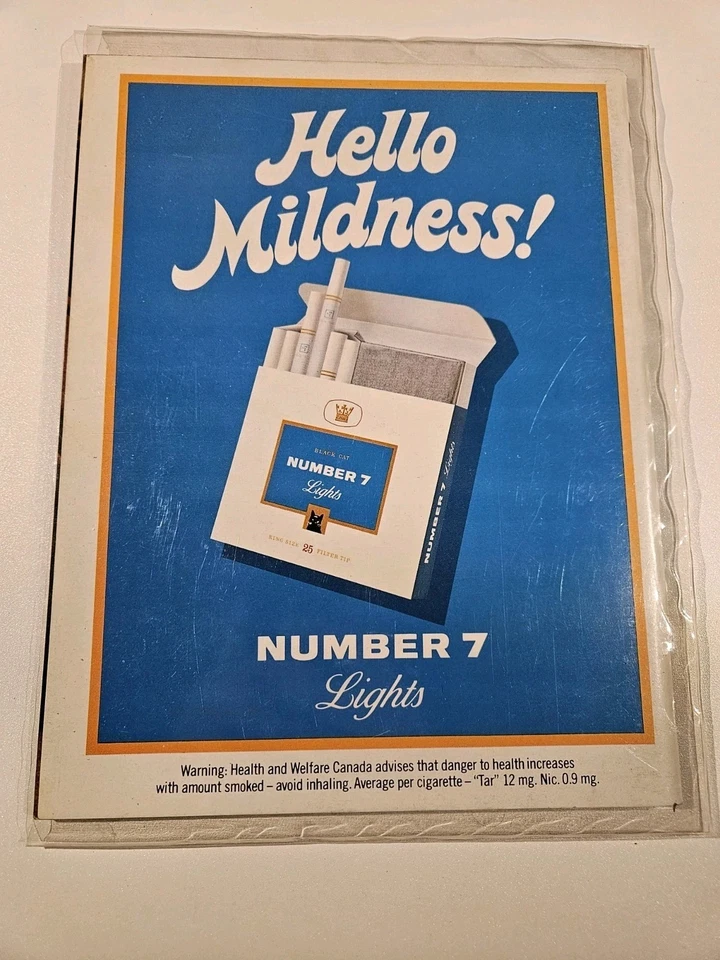 Hello
Mildness!
BLACK CAT
NUMBER 7
Lights
KING SIZE 25 FILTER TIP
NUMBER 7 Lights
NUMBER 7
Lights
Warning: Health and Welfare Canada advises that danger to health increases
with amount smoked – avoid inhaling. Average per cigarette – "Tar" 12 mg. Nic. 0.9 mg.